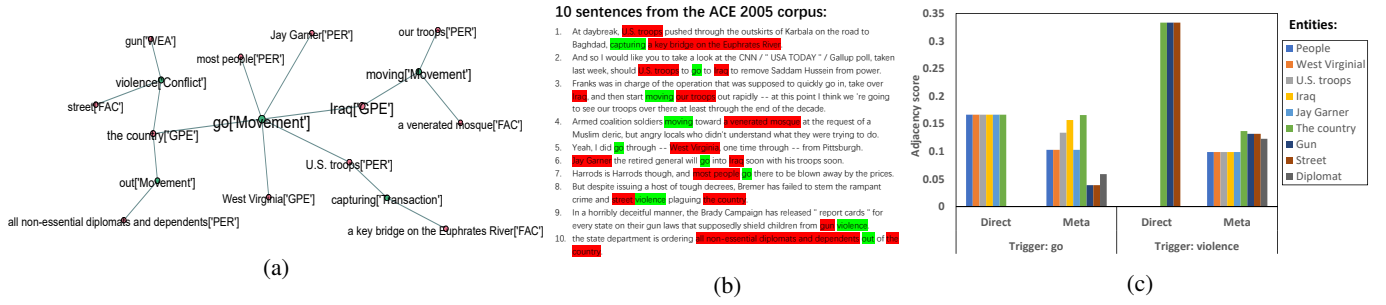 gun['WEA']
Jay Garner['PER']
our troops['PER']
most people['PER']
violence['Conflict']
moving['Movement']
street['FAC']
Iraq['GPE']
go['Movement']
the country['GPE']
a venerated mosque['FAC']
U.S. troops['PER']
out['Movement']
West Virginia['GPE']
capturing['Transaction']
all non-essential diplomats and dependents['PER']
a key bridge on the Euphrates River['FAC']
(a)
10 sentences from the ACE 2005 corpus:
1. At daybreak, U.S. troops pushed through the outskirts of Karbala on the road to
Baghdad, capturing a key bridge on the Euphrates River.
2. And so I would like you to take a look at the CNN / " USA TODAY " / Gallup poll, taken
last week, should U.S. troops to go to Iraq to remove Saddam Hussein from power.
3. Franks was in charge of the operation that was supposed to quickly go in, take over
Iraq, and then start moving our troops out rapidly -- at this point I think we 're going
to see our troops over there at least through the end of the decade.
4. Armed coalition soldiers moving toward a venerated mosque at the request of a
Muslim cleric, but angry locals who didn't understand what they were trying to do.
5. Yeah, I did go through -- West Virginia, one time through -- from Pittsburgh.
6. Jay Garner the retired general will go into Iraq soon with his troops soon.
7. Harrods is Harrods though, and most people go there to be blown away by the prices.
8. But despite issuing a host of tough decrees, Bremer has failed to stem the rampant
crime and street violence plaguing the country.
9. In a horribly deceitful manner, the Brady Campaign has released " report cards " for
every state on their gun laws that supposedly shield children from gun violence
10. the state department is ordering all non-essential diplomats and dependents out of the
country.
(b)
Adjacency score
0.35
0.3
0.25
0.2
0.15
0.1
0.05
0
Direct
Meta
Direct
Meta
Trigger: go
Trigger: violence
Entities:
People
West Virginial
U.S. troops
Iraq
Jay Garner
The country
Gun
Street
Diplomat
(c)